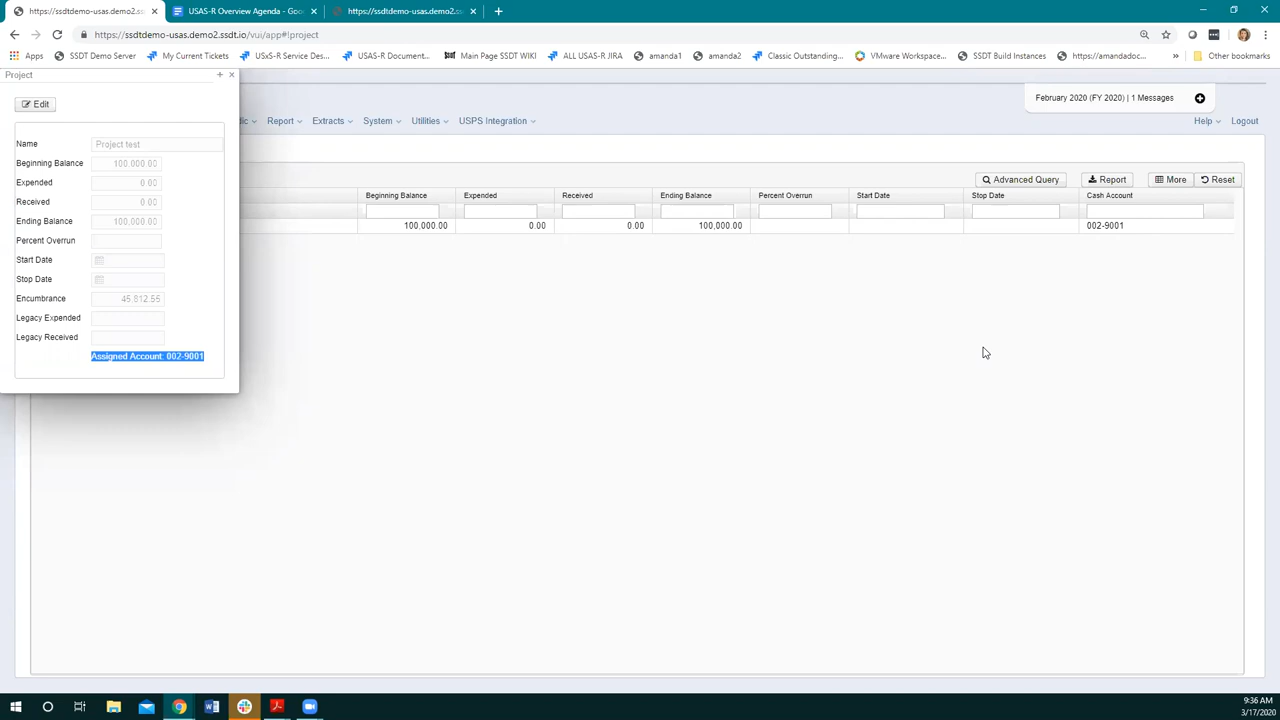 https://ssdtdemo-usas.demo2.ss
USAS-R Overview Agenda - Goo
https://ssdtdemo-usas.demo2.ss
https://ssdtdemo-usas.demo2.ssdt.io/vui/app#!project
Apps
SSDT Demo Server
My Current Tickets
USxS-R Service Des...
USAS-R Document...
Main Page SSDT WIKI
ALL USAS-R JIRA
amanda1
amanda2
Classic Outstanding...
VMware Workspace...
SSDT Build Instances
https://amandadoc...
»
Other bookmarks
Project
Edit
Name Project test
Beginning Balance 100,000.00
Expended 0.00
Received 0.00
Ending Balance 100,000.00
Percent Overrun
Start Date
Stop Date
Encumbrance 45,812.55
Legacy Expended
Legacy Received
Assigned Account: 002-9001
February 2020 (FY 2020) | 1 Messages
dic Report Extracts System Utilities USPS Integration Help Logout
Advanced Query Report More Reset
Beginning Balance Expended Received Ending Balance Percent Overrun Start Date Stop Date Cash Account
100,000.00 0.00 0.00 100,000.00 002-9001
9:36 AM
3/17/2020